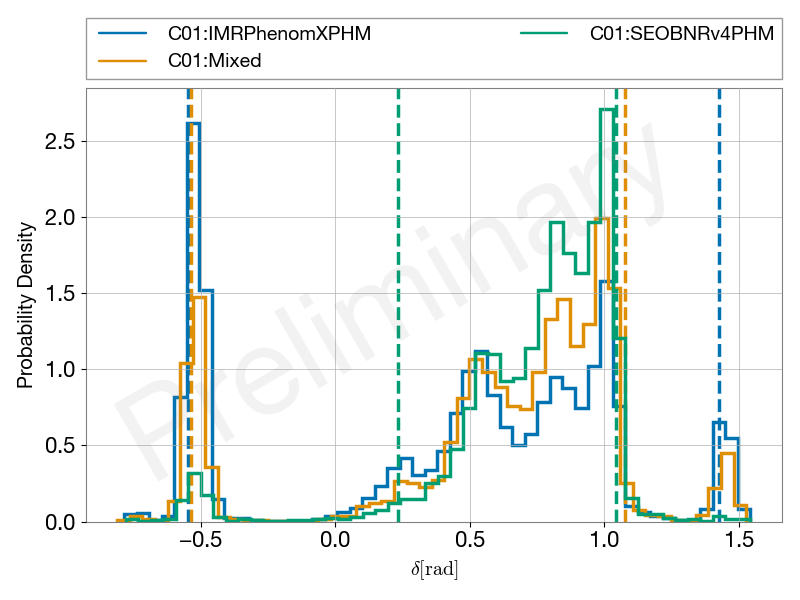 C01:IMRPhenomXPHM
C01:Mixed
C01:SEOBNRv4PHM
Preliminary
Probability Density
2.5
2.0
1.5
1.0
0.5
0.0
−0.5 0.0 0.5 1.0 1.5
δ[rad]